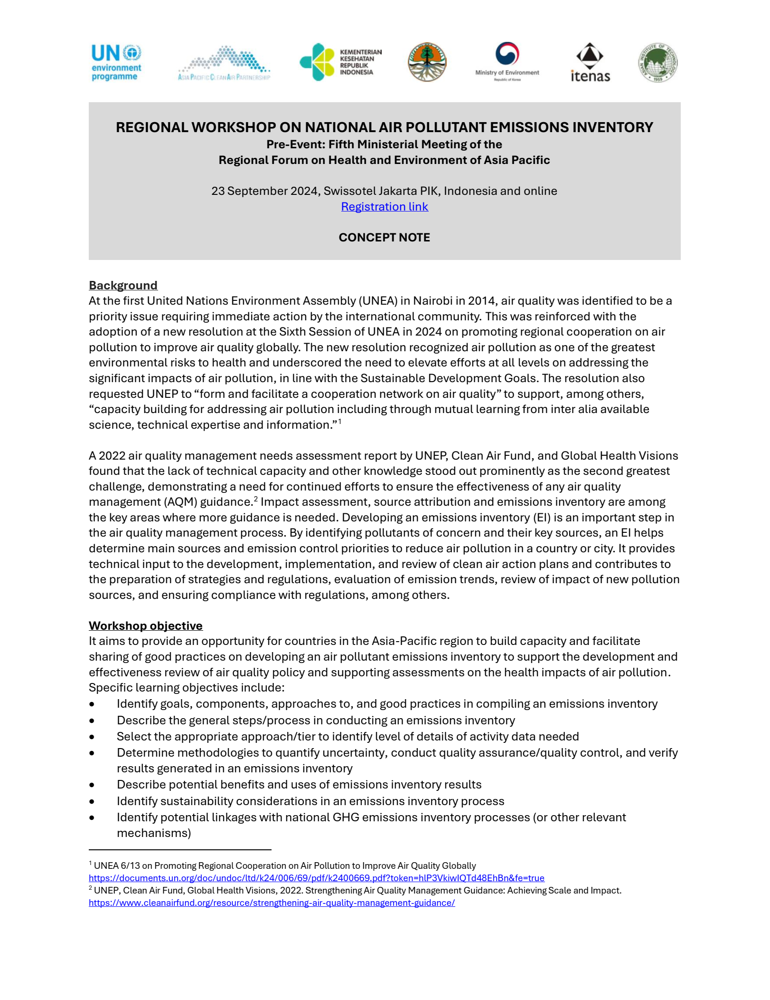 UN
environment
programme
ASIA PACIFIC CLEAN AIR PARTNERSHIP
KEMENTERIAN
KESEHATAN
REPUBLIK
INDONESIA
Ministry of Environment
Republic of Korea
itenas
ASIAN INSTITUTE OF TECHNOLOGY
1959
REGIONAL WORKSHOP ON NATIONAL AIR POLLUTANT EMISSIONS INVENTORY
Pre-Event: Fifth Ministerial Meeting of the
Regional Forum on Health and Environment of Asia Pacific
23 September 2024, Swissotel Jakarta PIK, Indonesia and online
Registration link
CONCEPT NOTE
Background
At the first United Nations Environment Assembly (UNEA) in Nairobi in 2014, air quality was identified to be a
priority issue requiring immediate action by the international community. This was reinforced with the
adoption of a new resolution at the Sixth Session of UNEA in 2024 on promoting regional cooperation on air
pollution to improve air quality globally. The new resolution recognized air pollution as one of the greatest
environmental risks to health and underscored the need to elevate efforts at all levels on addressing the
significant impacts of air pollution, in line with the Sustainable Development Goals. The resolution also
requested UNEP to “form and facilitate a cooperation network on air quality” to support, among others,
“capacity building for addressing air pollution including through mutual learning from inter alia available
science, technical expertise and information.”1
A 2022 air quality management needs assessment report by UNEP, Clean Air Fund, and Global Health Visions
found that the lack of technical capacity and other knowledge stood out prominently as the second greatest
challenge, demonstrating a need for continued efforts to ensure the effectiveness of any air quality
management (AQM) guidance.2 Impact assessment, source attribution and emissions inventory are among
the key areas where more guidance is needed. Developing an emissions inventory (EI) is an important step in
the air quality management process. By identifying pollutants of concern and their key sources, an EI helps
determine main sources and emission control priorities to reduce air pollution in a country or city. It provides
technical input to the development, implementation, and review of clean air action plans and contributes to
the preparation of strategies and regulations, evaluation of emission trends, review of impact of new pollution
sources, and ensuring compliance with regulations, among others.
Workshop objective
It aims to provide an opportunity for countries in the Asia-Pacific region to build capacity and facilitate
sharing of good practices on developing an air pollutant emissions inventory to support the development and
effectiveness review of air quality policy and supporting assessments on the health impacts of air pollution.
Specific learning objectives include:
• Identify goals, components, approaches to, and good practices in compiling an emissions inventory
• Describe the general steps/process in conducting an emissions inventory
• Select the appropriate approach/tier to identify level of details of activity data needed
• Determine methodologies to quantify uncertainty, conduct quality assurance/quality control, and verify
results generated in an emissions inventory
• Describe potential benefits and uses of emissions inventory results
• Identify sustainability considerations in an emissions inventory process
• Identify potential linkages with national GHG emissions inventory processes (or other relevant
mechanisms)
1 UNEA 6/13 on Promoting Regional Cooperation on Air Pollution to Improve Air Quality Globally
https://documents.un.org/doc/undoc/ltd/k24/006/69/pdf/k2400669.pdf?token=hlP3VkiwIQTd48EhBn&fe=true
2 UNEP, Clean Air Fund, Global Health Visions, 2022. Strengthening Air Quality Management Guidance: Achieving Scale and Impact.
https://www.cleanairfund.org/resource/strengthening-air-quality-management-guidance/